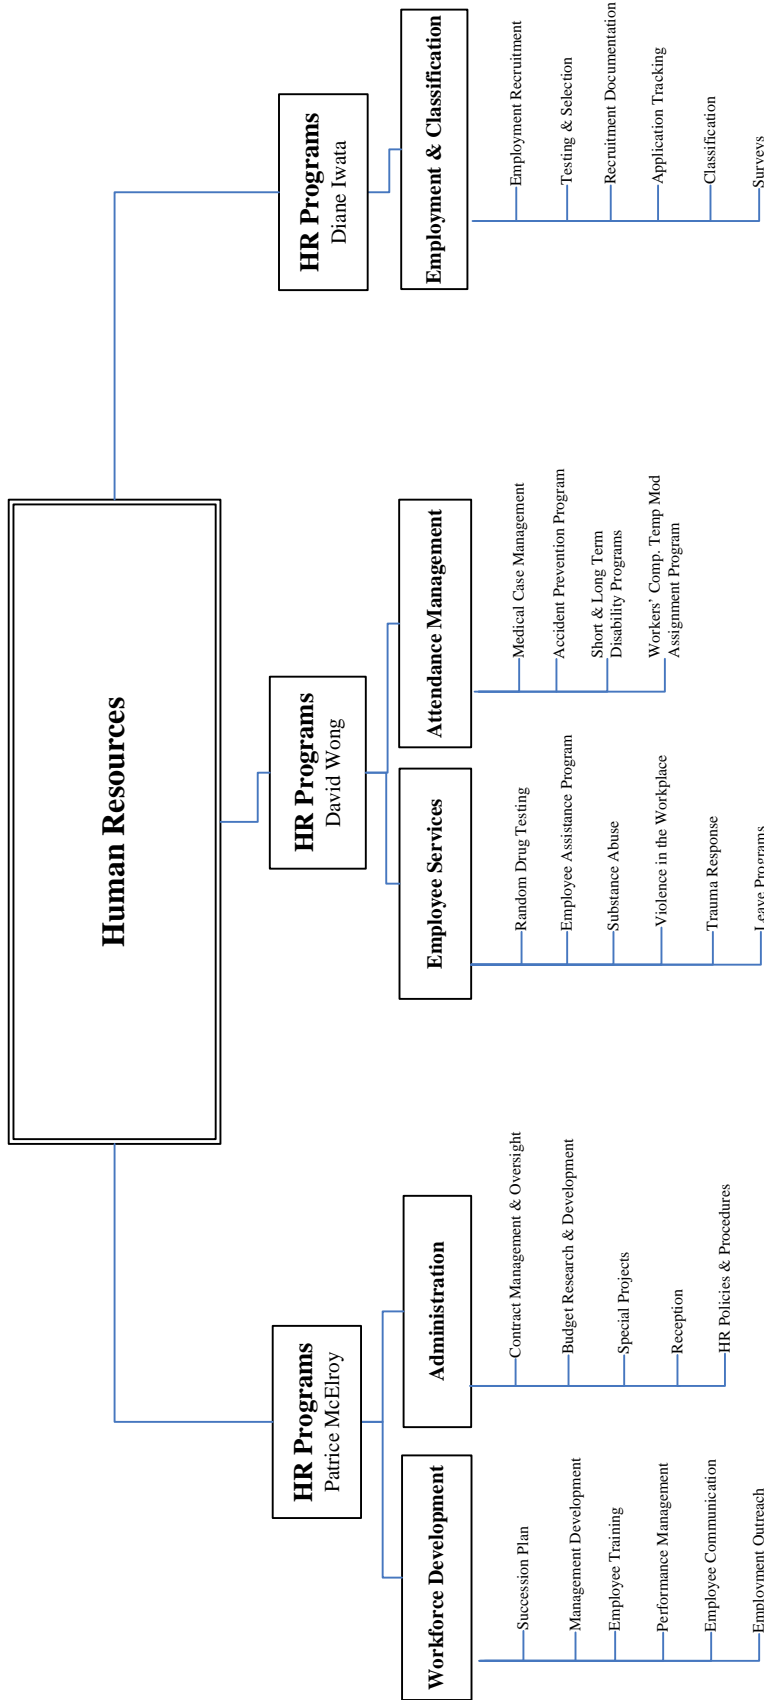 Human Resources
HR Programs
Patrice McElroy
HR Programs
David Wong
HR Programs
Diane Iwata
Workforce Development
Succession Plan
Management Development
Employee Training
Performance Management
Employee Communication
Employment Outreach
Administration
Contract Management & Oversight
Budget Research & Development
Special Projects
Reception
HR Policies & Procedures
Employee Services
Random Drug Testing
Employee Assistance Program
Substance Abuse
Violence in the Workplace
Trauma Response
Leave Programs
Attendance Management
Medical Case Management
Accident Prevention Program
Short & Long Term
Disability Programs
Workers' Comp. Temp Mod
Assignment Program
Employment & Classification
Employment Recruitment
Testing & Selection
Recruitment Documentation
Application Tracking
Classification
Surveys